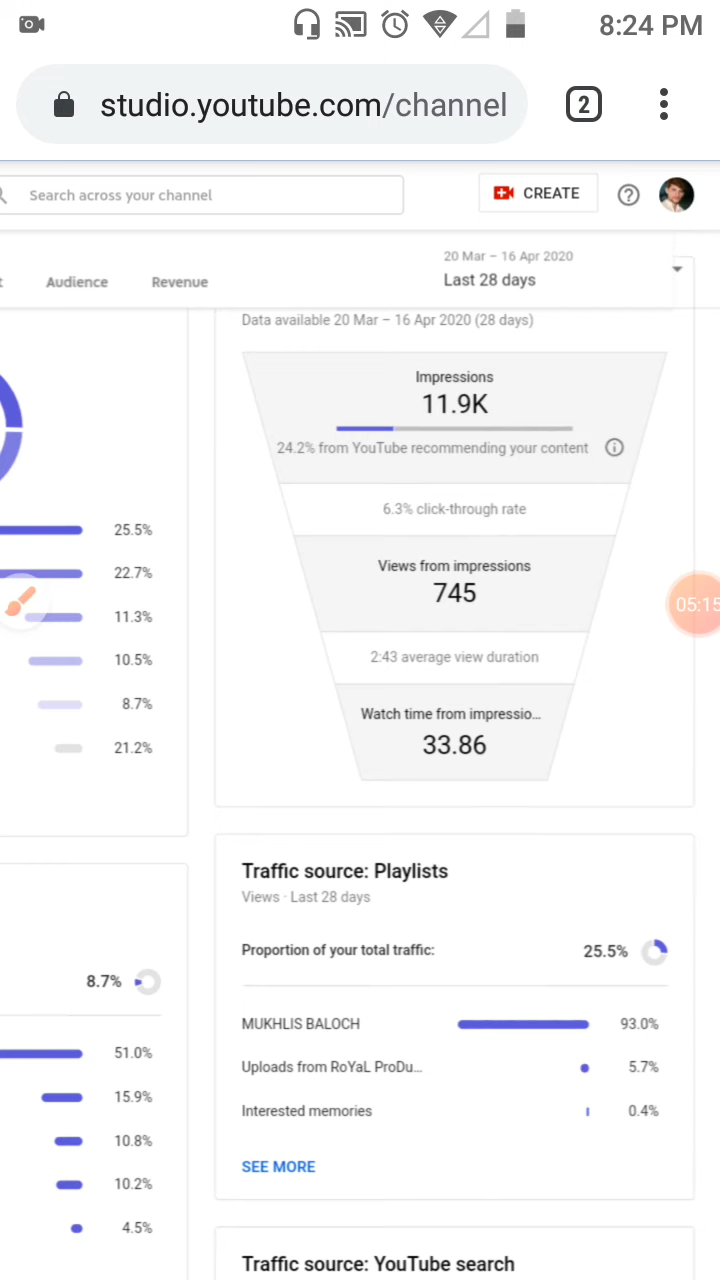 8:24 PM
studio.youtube.com/channel
2
Search across your channel
CREATE
20 Mar – 16 Apr 2020
Audience
Revenue
Last 28 days
Data available 20 Mar – 16 Apr 2020 (28 days)
Impressions
11.9K
24.2% from YouTube recommending your content
6.3% click-through rate
Views from impressions
745
2:43 average view duration
Watch time from impressio...
33.86
25.5%
22.7%
11.3%
10.5%
8.7%
21.2%
05:15
Traffic source: Playlists
Views · Last 28 days
Proportion of your total traffic:
25.5%
MUKHLIS BALOCH
93.0%
Uploads from RoYaL ProDu...
5.7%
Interested memories
0.4%
SEE MORE
8.7%
51.0%
15.9%
10.8%
10.2%
4.5%
Traffic source: YouTube search